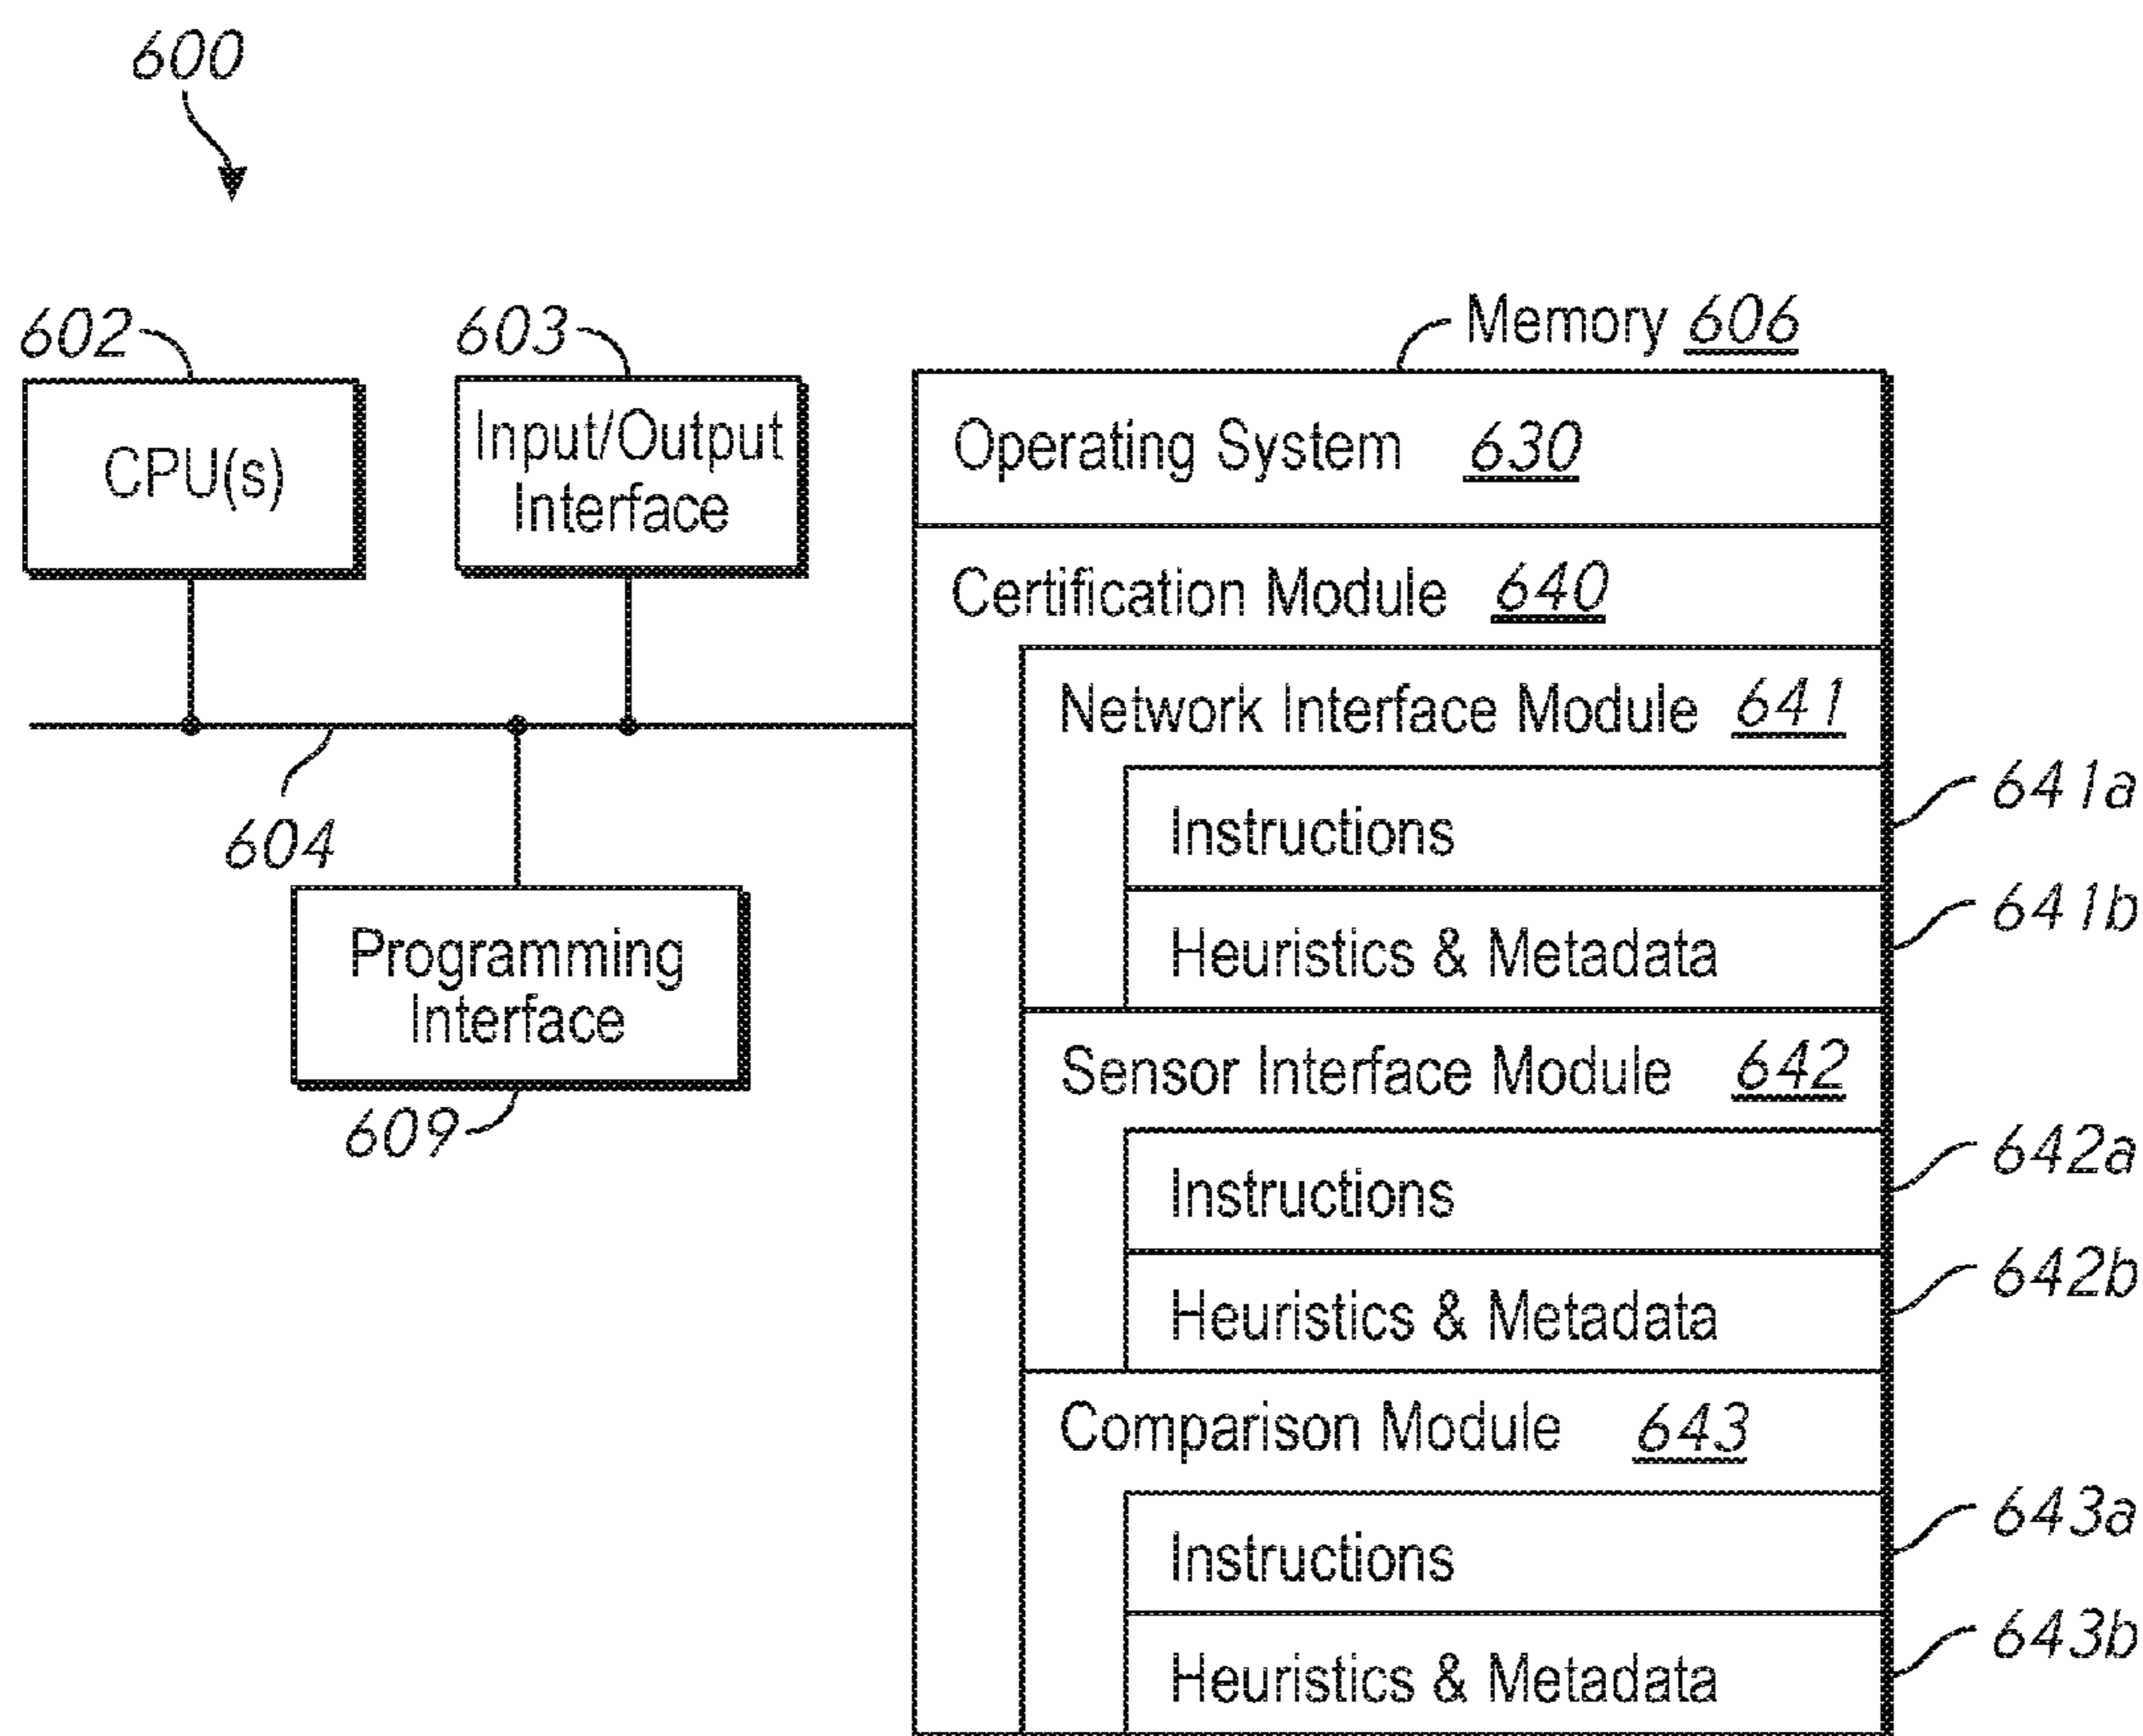 600
602
603
Memory 606
CPU(s)
Input/Output
Interface
Operating System 630
Certification Module 640
Network Interface Module 641
641a
Instructions
604
641b
Heuristics & Metadata
Programming
Interface
609
Sensor Interface Module 642
642a
Instructions
642b
Heuristics & Metadata
Comparison Module 643
643a
Instructions
643b
Heuristics & Metadata